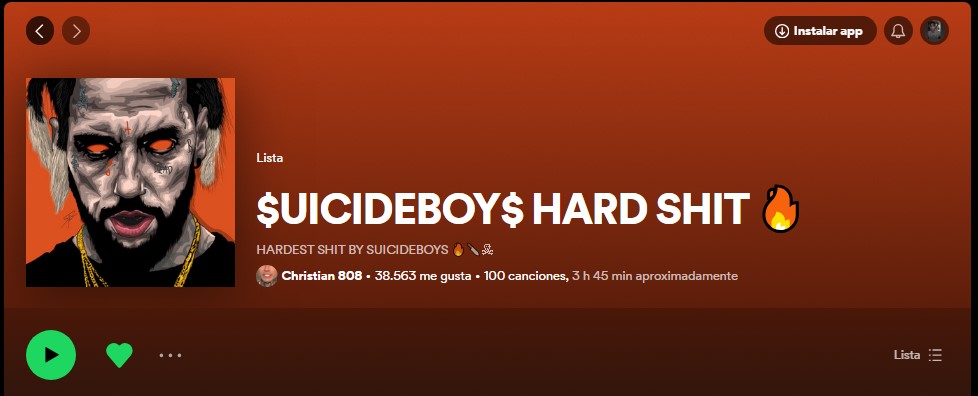 Instalar app
Lista
$UICIDEBOY$ HARD SHIT 🔥
HARDEST SHIT BY SUICIDEBOYS 🔥🔪☠
Christian 808 • 38.563 me gusta • 100 canciones, 3 h 45 min aproximadamente
Lista